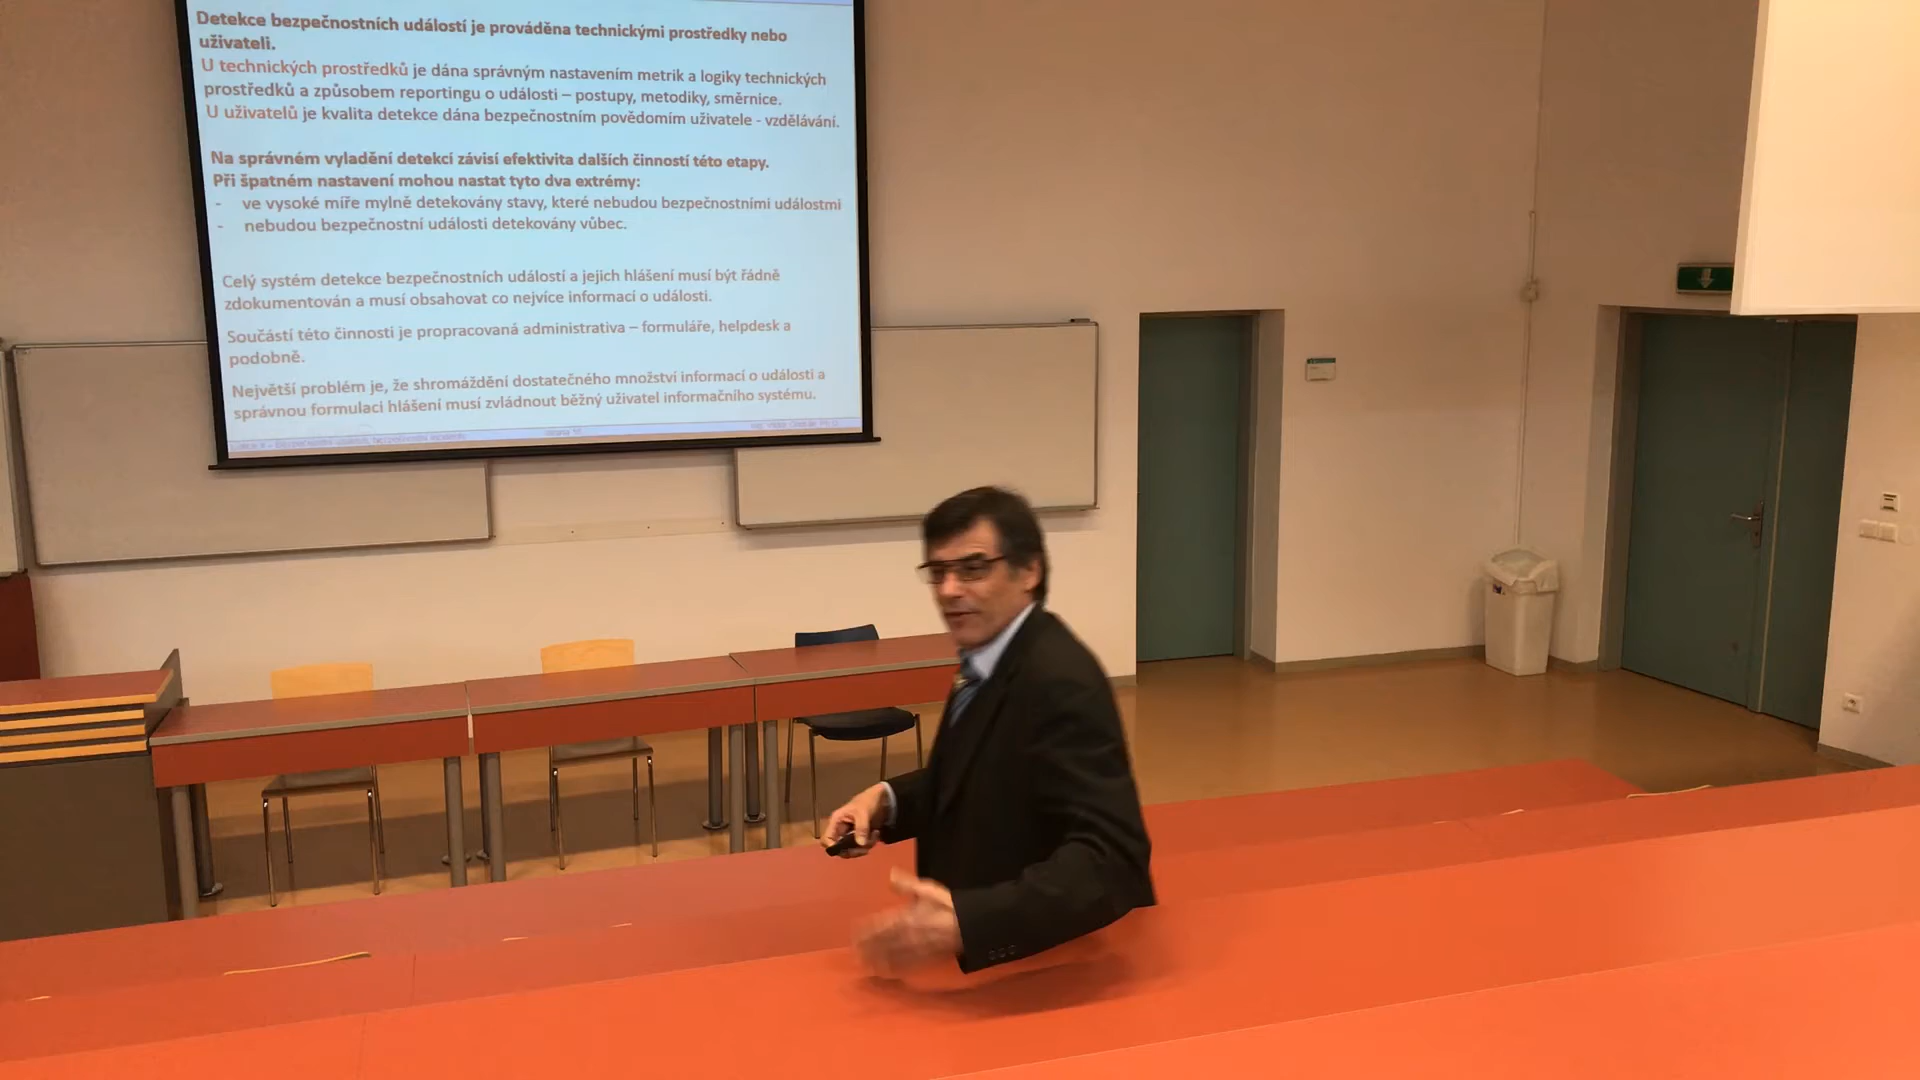 Detekce bezpečnostních událostí je prováděna technickými prostředky nebo
uživateli.
U technických prostředků je dána správným nastavením metrik a logiky technických
prostředků a způsobem reportingu o události – postupy, metodiky, směrnice.
U uživatelů je kvalita detekce dána bezpečnostním povědomím uživatele - vzdělávání.
Na správném vyladění detekcí závisí efektivita dalších činností této etapy.
Při špatném nastavení mohou nastat tyto dva extrémy:
- ve vysoké míře mylně detekovány stavy, které nebudou bezpečnostními událostmi
- nebudou bezpečnostní události detekovány vůbec.
Celý systém detekce bezpečnostních událostí a jejich hlášení musí být řádně
zdokumentován a musí obsahovat co nejvíce informací o události.
Součástí této činnosti je propracovaná administrativa – formuláře, helpdesk a
podobně.
Největší problém je, že shromáždění dostatečného množství informací o události a
správnou formulaci hlášení musí zvládnout běžný uživatel informačního systému.